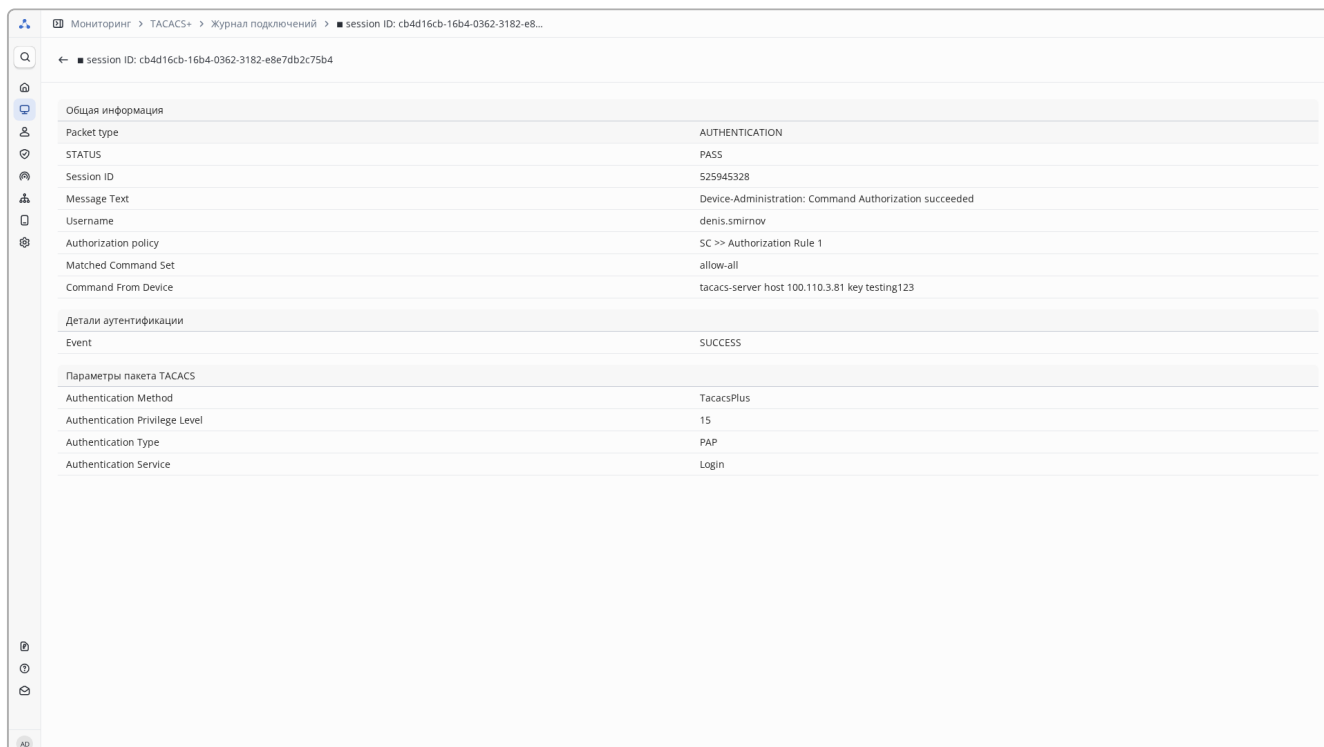 Мониторинг > TACACS+ > Журнал подключений > ■ session ID: cb4d16cb-16b4-0362-3182-e8...
← ■ session ID: cb4d16cb-16b4-0362-3182-e8e7db2c75b4
Общая информация
Packet type AUTHENTICATION
STATUS PASS
Session ID 525945328
Message Text Device-Administration: Command Authorization succeeded
Username denis.smirnov
Authorization policy SC >> Authorization Rule 1
Matched Command Set allow-all
Command From Device tacacs-server host 100.110.3.81 key testing123
Детали аутентификации
Event SUCCESS
Параметры пакета TACACS
Authentication Method TacacsPlus
Authentication Privilege Level 15
Authentication Type PAP
Authentication Service Login
AD